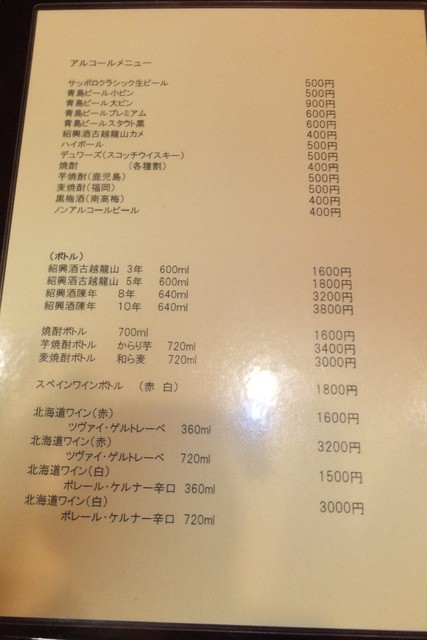 アルコールメニュー
サッポロクラシック生ビール 500円
青島ビール小ビン 500円
青島ビール大ビン 900円
青島ビールプレミアム 600円
青島ビールスタウト黒 600円
紹興酒古越龍山カメ 400円
ハイボール 500円
デュワーズ(スコッチウイスキー) 500円
焼酎 (各種割) 400円
芋焼酎(鹿児島) 500円
麦焼酎(福岡) 500円
黒梅酒(南高梅) 400円
ノンアルコールビール 400円
(ボトル)
紹興酒古越龍山 3年 600ml 1600円
紹興酒古越龍山 5年 600ml 1800円
紹興酒陳年 8年 640ml 3200円
紹興酒陳年 10年 640ml 3800円
焼酎ボトル 700ml 1600円
芋焼酎ボトル からり芋 720ml 3400円
麦焼酎ボトル 和ら麦 720ml 3000円
スペインワインボトル (赤 白) 1800円
北海道ワイン(赤) 1600円
ツヴァイ・ゲルトレーベ 360ml
北海道ワイン(赤) 3200円
ツヴァイ・ゲルトレーベ 720ml
北海道ワイン(白) 1500円
ポレール・ケルナー辛口 360ml
北海道ワイン(白) 3000円
ポレール・ケルナー辛口 720ml